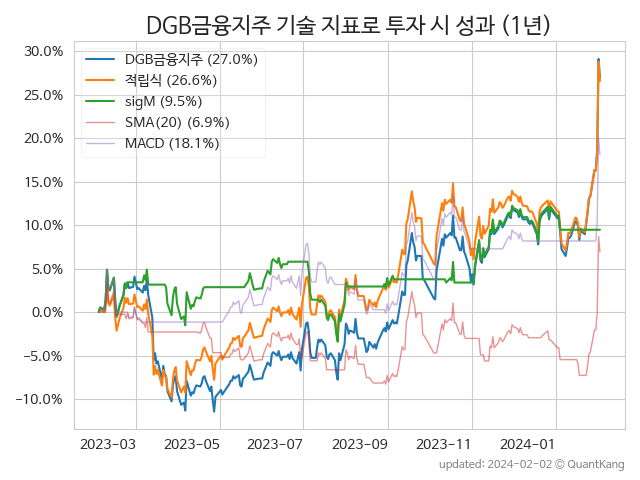 DGB금융지주 기술 지표로 투자 시 성과 (1년)
30.0%
25.0%
20.0%
15.0%
10.0%
5.0%
0.0%
−5.0%
−10.0%
DGB금융지주 (27.0%)
적립식 (26.6%)
sigM (9.5%)
SMA(20) (6.9%)
MACD (18.1%)
2023-03 2023-05 2023-07 2023-09 2023-11 2024-01
updated: 2024-02-02 © QuantKang